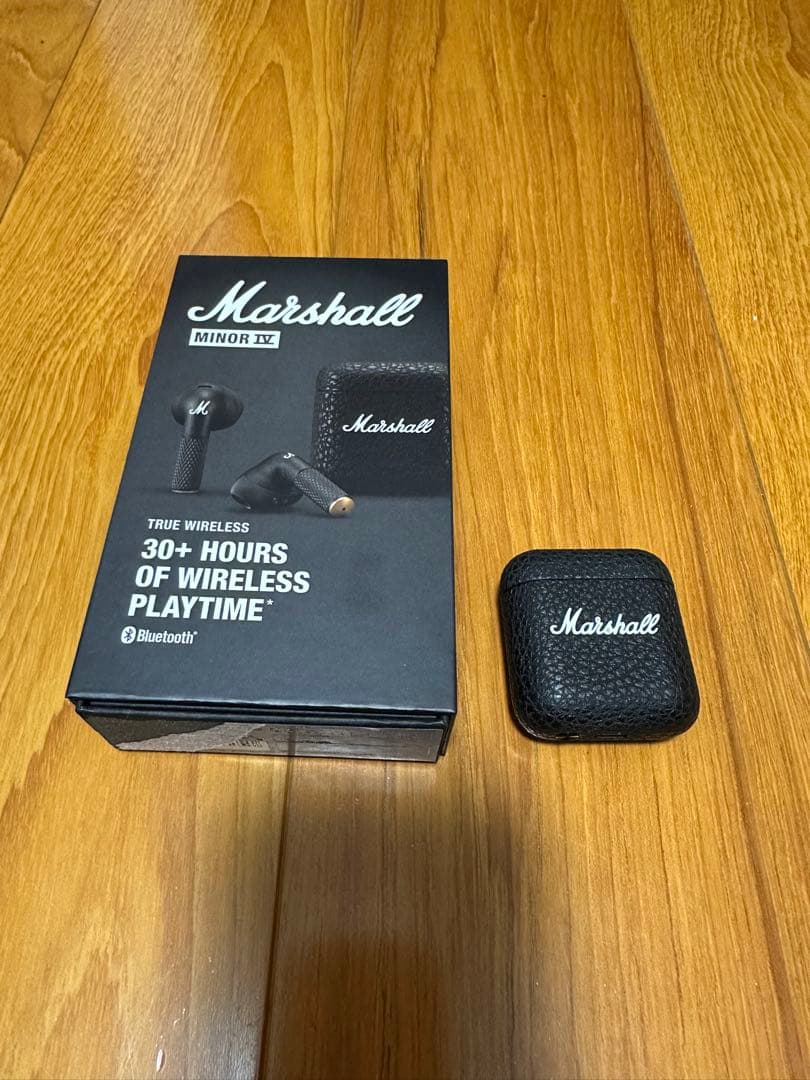 Marshall
MINOR IV
M
Marshall
TRUE WIRELESS
30+ HOURS
OF WIRELESS
PLAYTIME*
Bluetooth®
Marshall